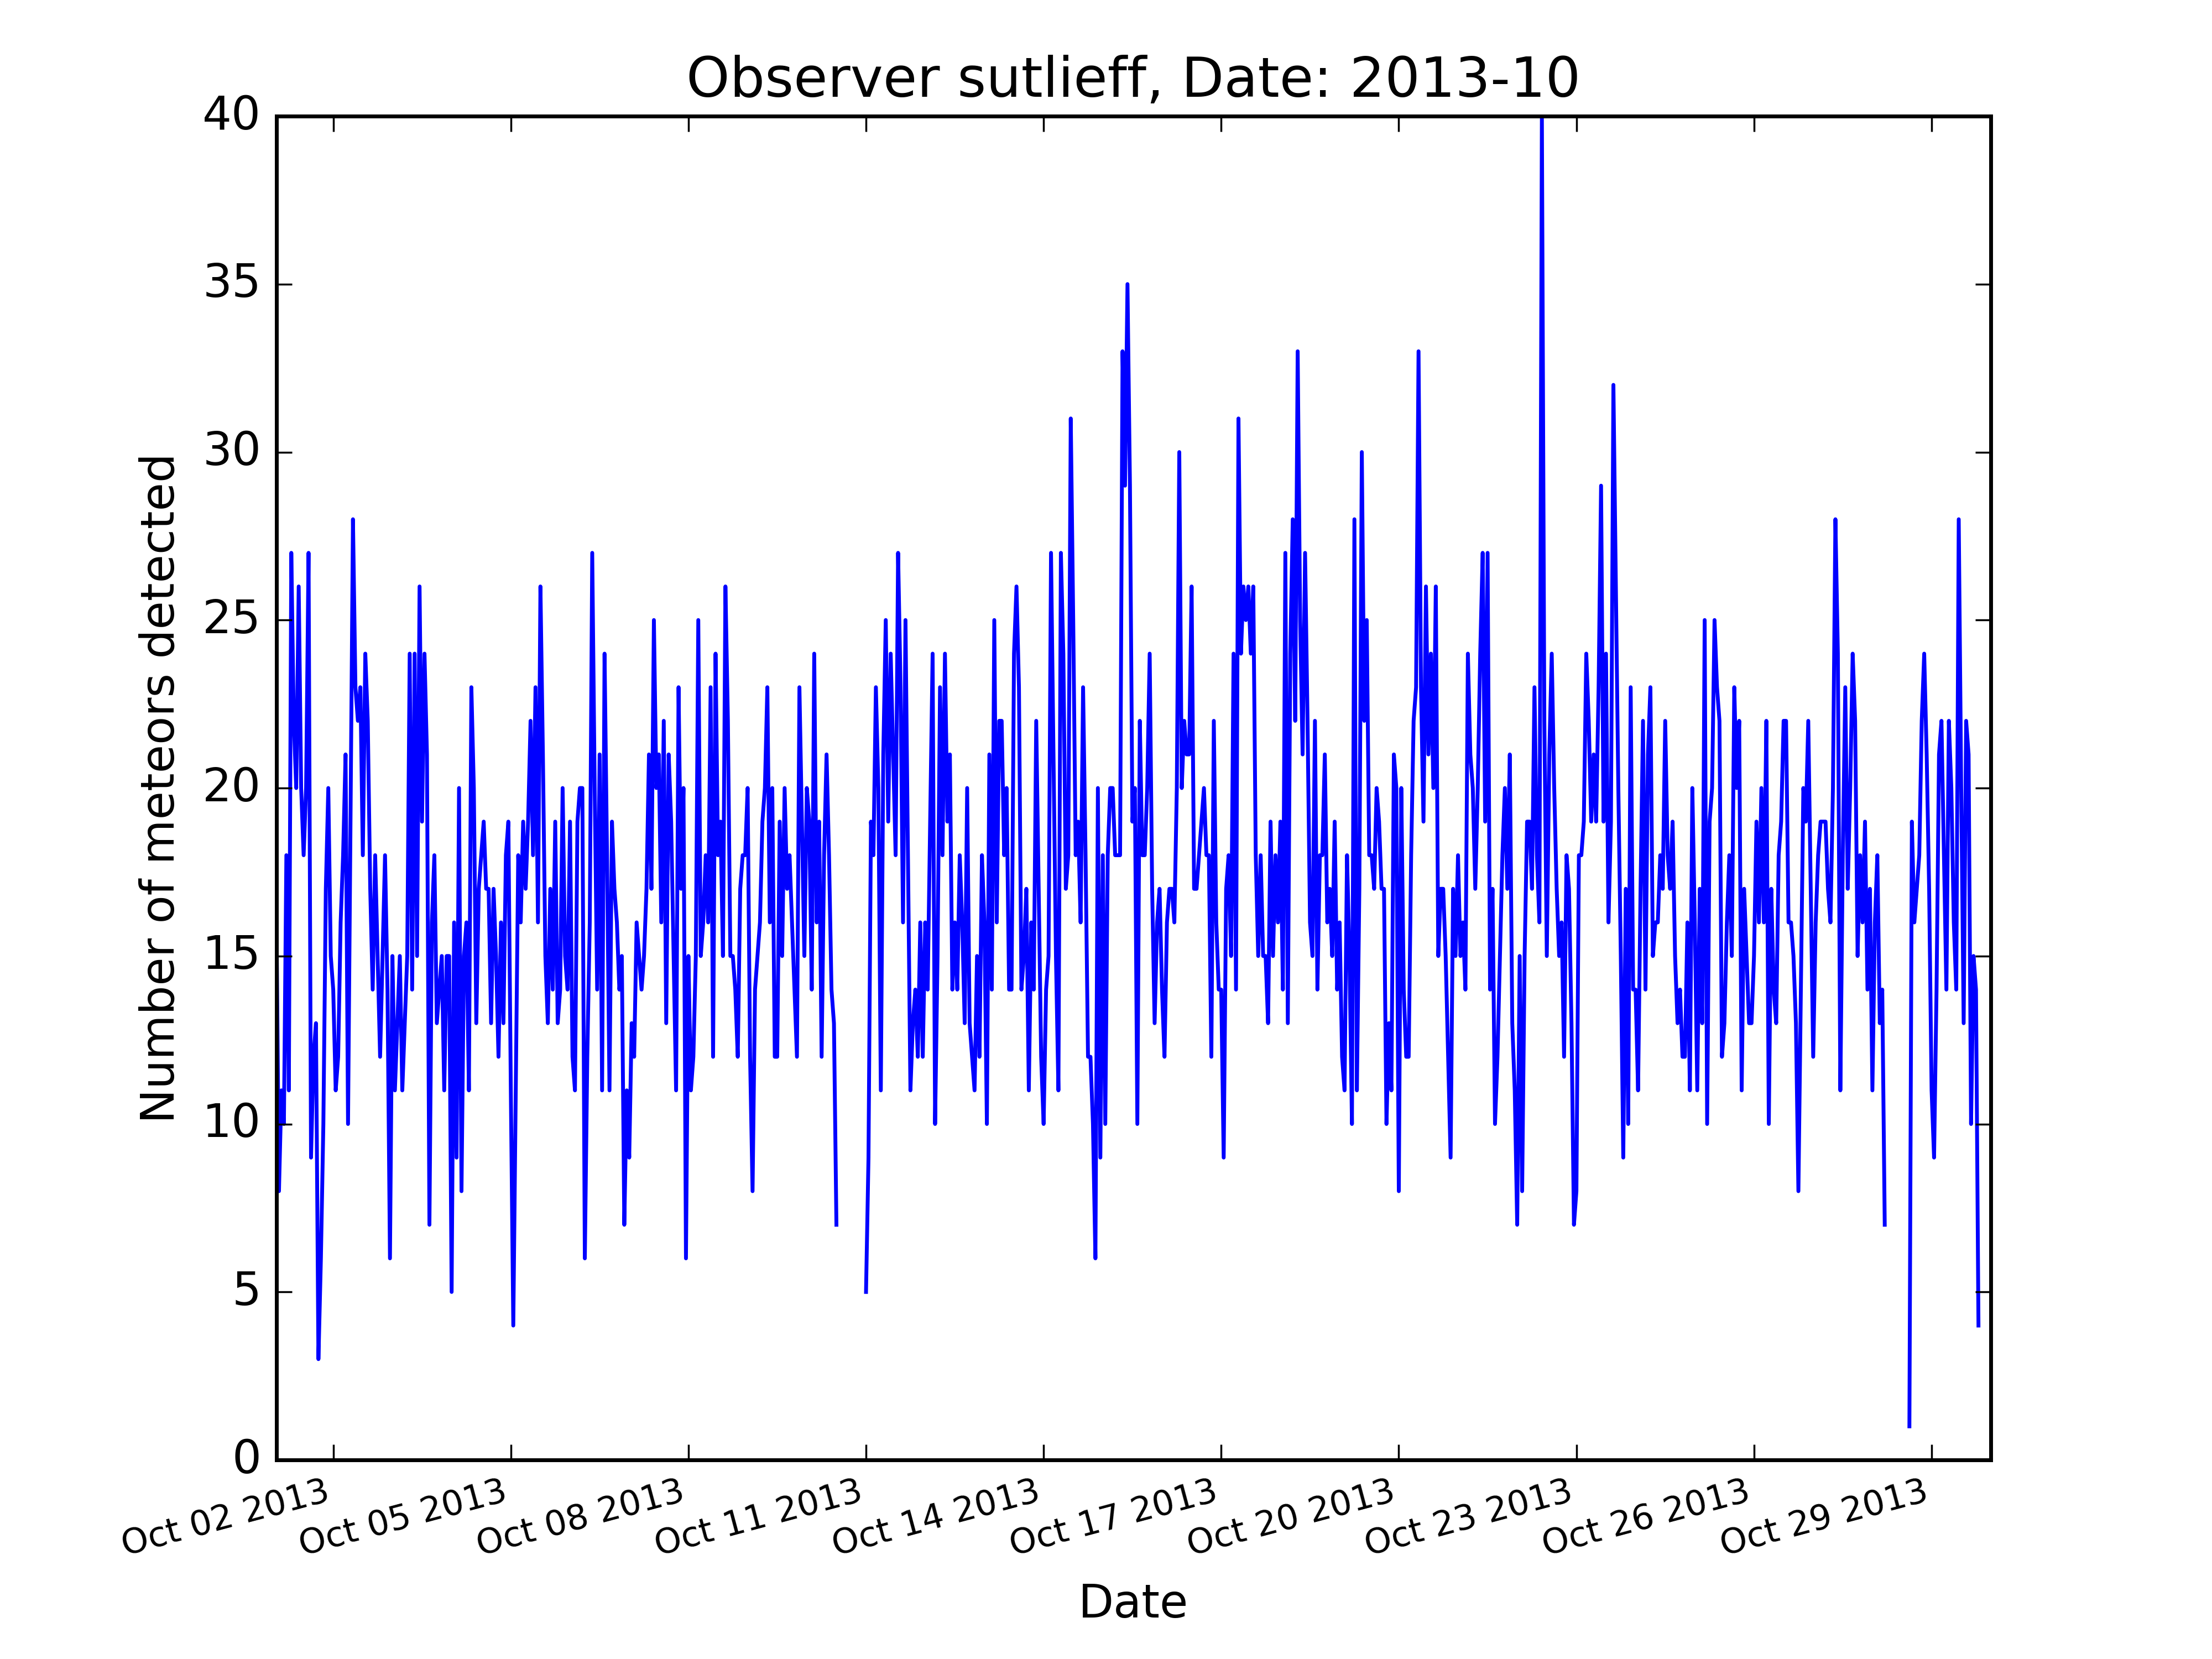 Observer sutlieff, Date: 2013-10
40
35
30
25
20
15
10
5
0
Number of meteors detected
Oct 02 2013
Oct 05 2013
Oct 08 2013
Oct 11 2013
Oct 14 2013
Oct 17 2013
Oct 20 2013
Oct 23 2013
Oct 26 2013
Oct 29 2013
Date